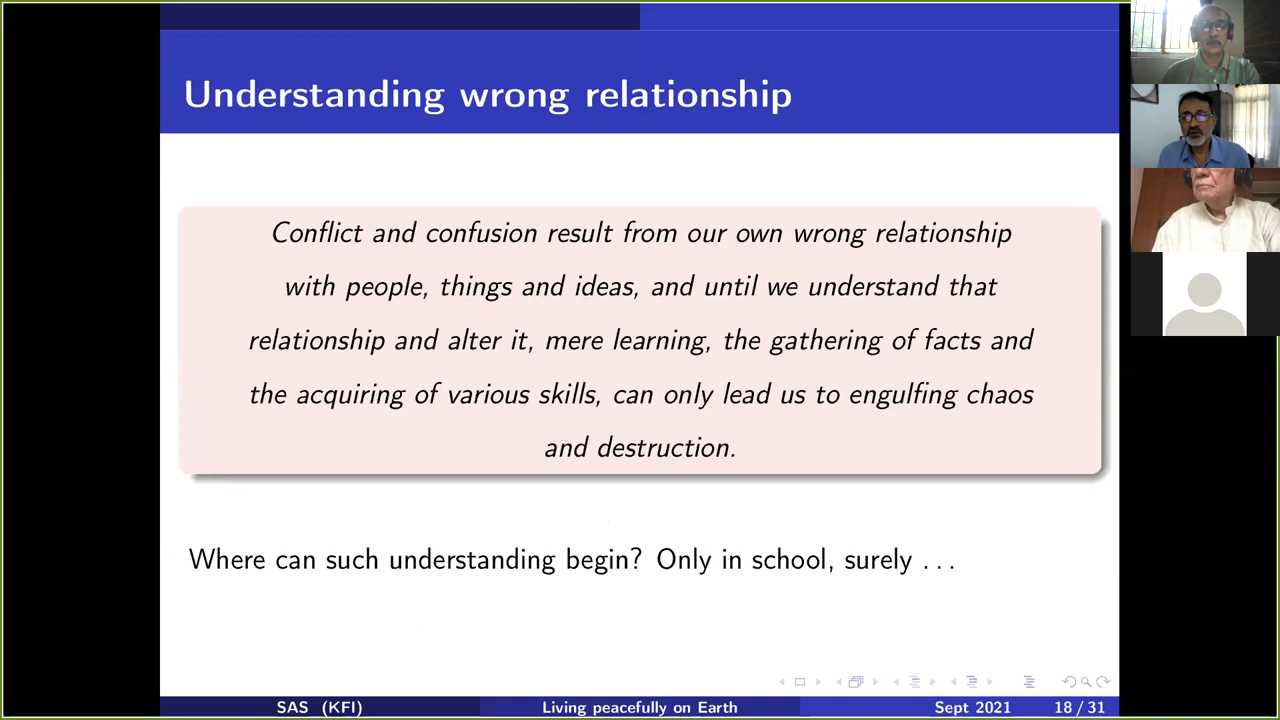 Understanding wrong relationship
Conflict and confusion result from our own wrong relationship
with people, things and ideas, and until we understand that
relationship and alter it, mere learning, the gathering of facts and
the acquiring of various skills, can only lead us to engulfing chaos
and destruction.
Where can such understanding begin? Only in school, surely . . .
SAS (KFI) Living peacefully on Earth Sept 2021 18 / 31